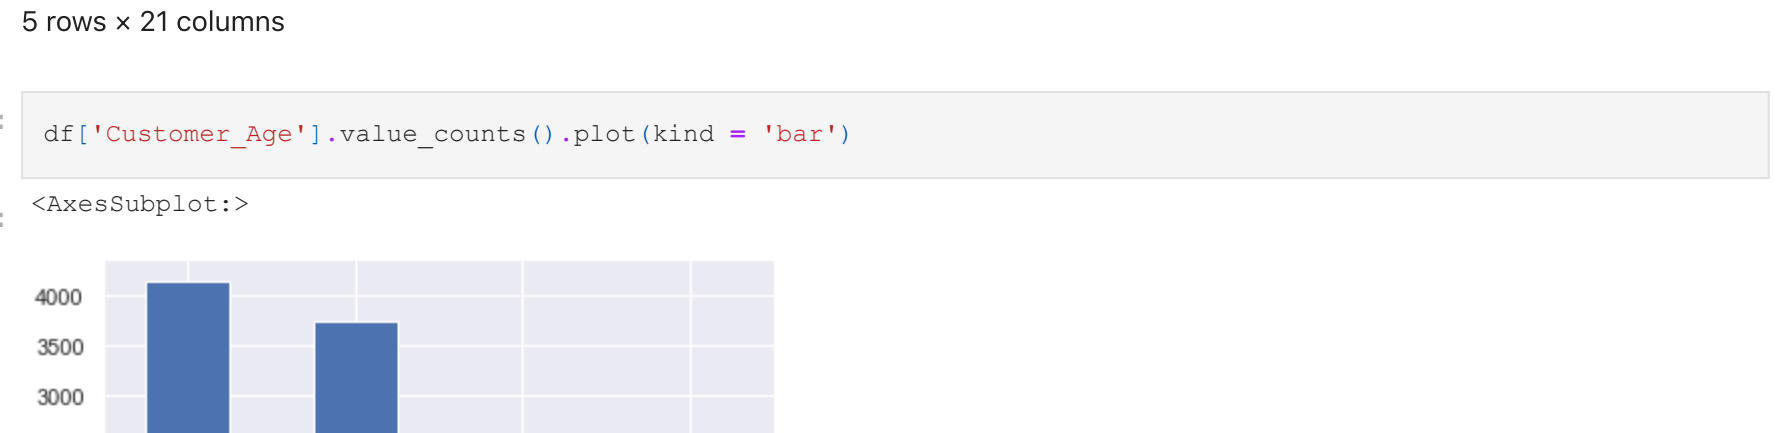 5 rows × 21 columns
:
df['Customer_Age'].value_counts().plot(kind = 'bar')
<AxesSubplot:>
:
4000
3500
3000